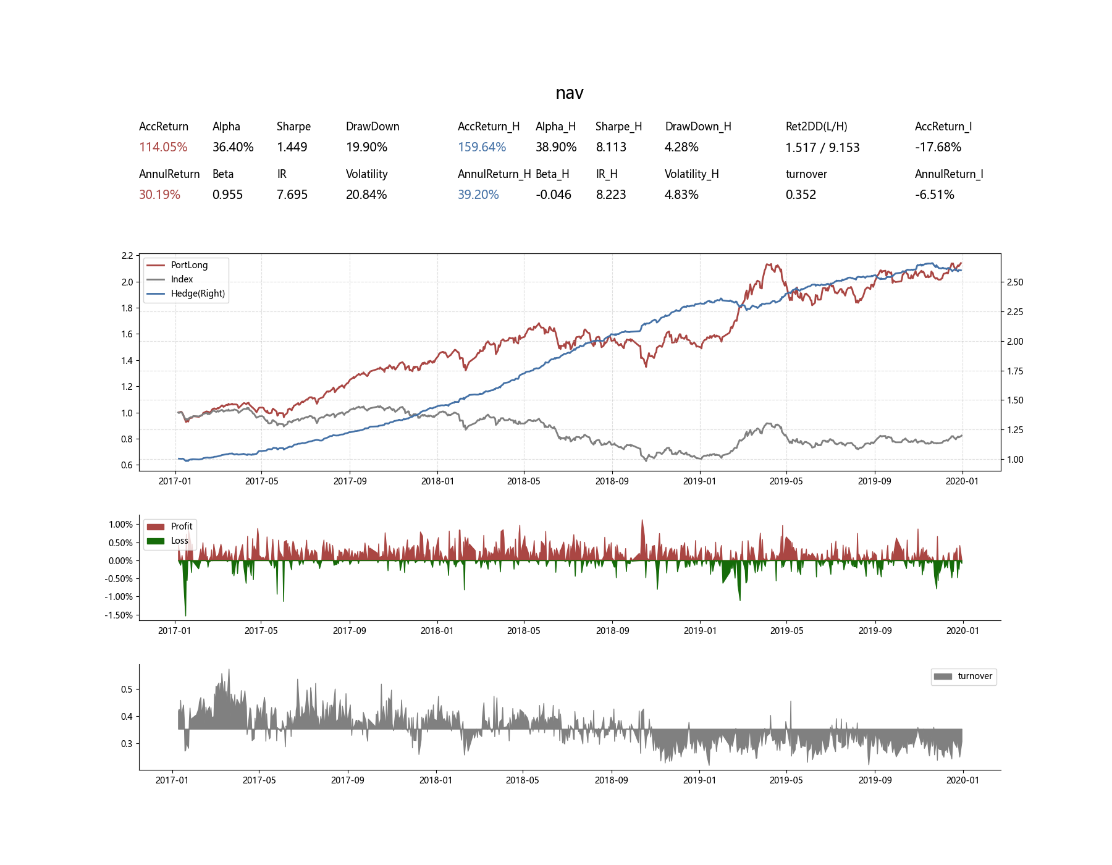 nav
AccReturn Alpha Sharpe DrawDown AccReturn_H Alpha_H Sharpe_H DrawDown_H Ret2DD(L/H) AccReturn_I
114.05% 36.40% 1.449 19.90% 159.64% 38.90% 8.113 4.28% 1.517 / 9.153 -17.68%
AnnulReturn Beta IR Volatility AnnulReturn_H Beta_H IR_H Volatility_H turnover AnnulReturn_I
30.19% 0.955 7.695 20.84% 39.20% -0.046 8.223 4.83% 0.352 -6.51%
2.2
2.0
1.8
1.6
1.4
1.2
1.0
0.8
0.6
PortLong
Index
Hedge(Right)
2.50
2.25
2.00
1.75
1.50
1.25
1.00
2017-01 2017-05 2017-09 2018-01 2018-05 2018-09 2019-01 2019-05 2019-09 2020-01
1.00%
0.50%
0.00%
-0.50%
-1.00%
-1.50%
Profit
Loss
2017-01 2017-05 2017-09 2018-01 2018-05 2018-09 2019-01 2019-05 2019-09 2020-01
0.5
0.4
0.3
turnover
2017-01 2017-05 2017-09 2018-01 2018-05 2018-09 2019-01 2019-05 2019-09 2020-01